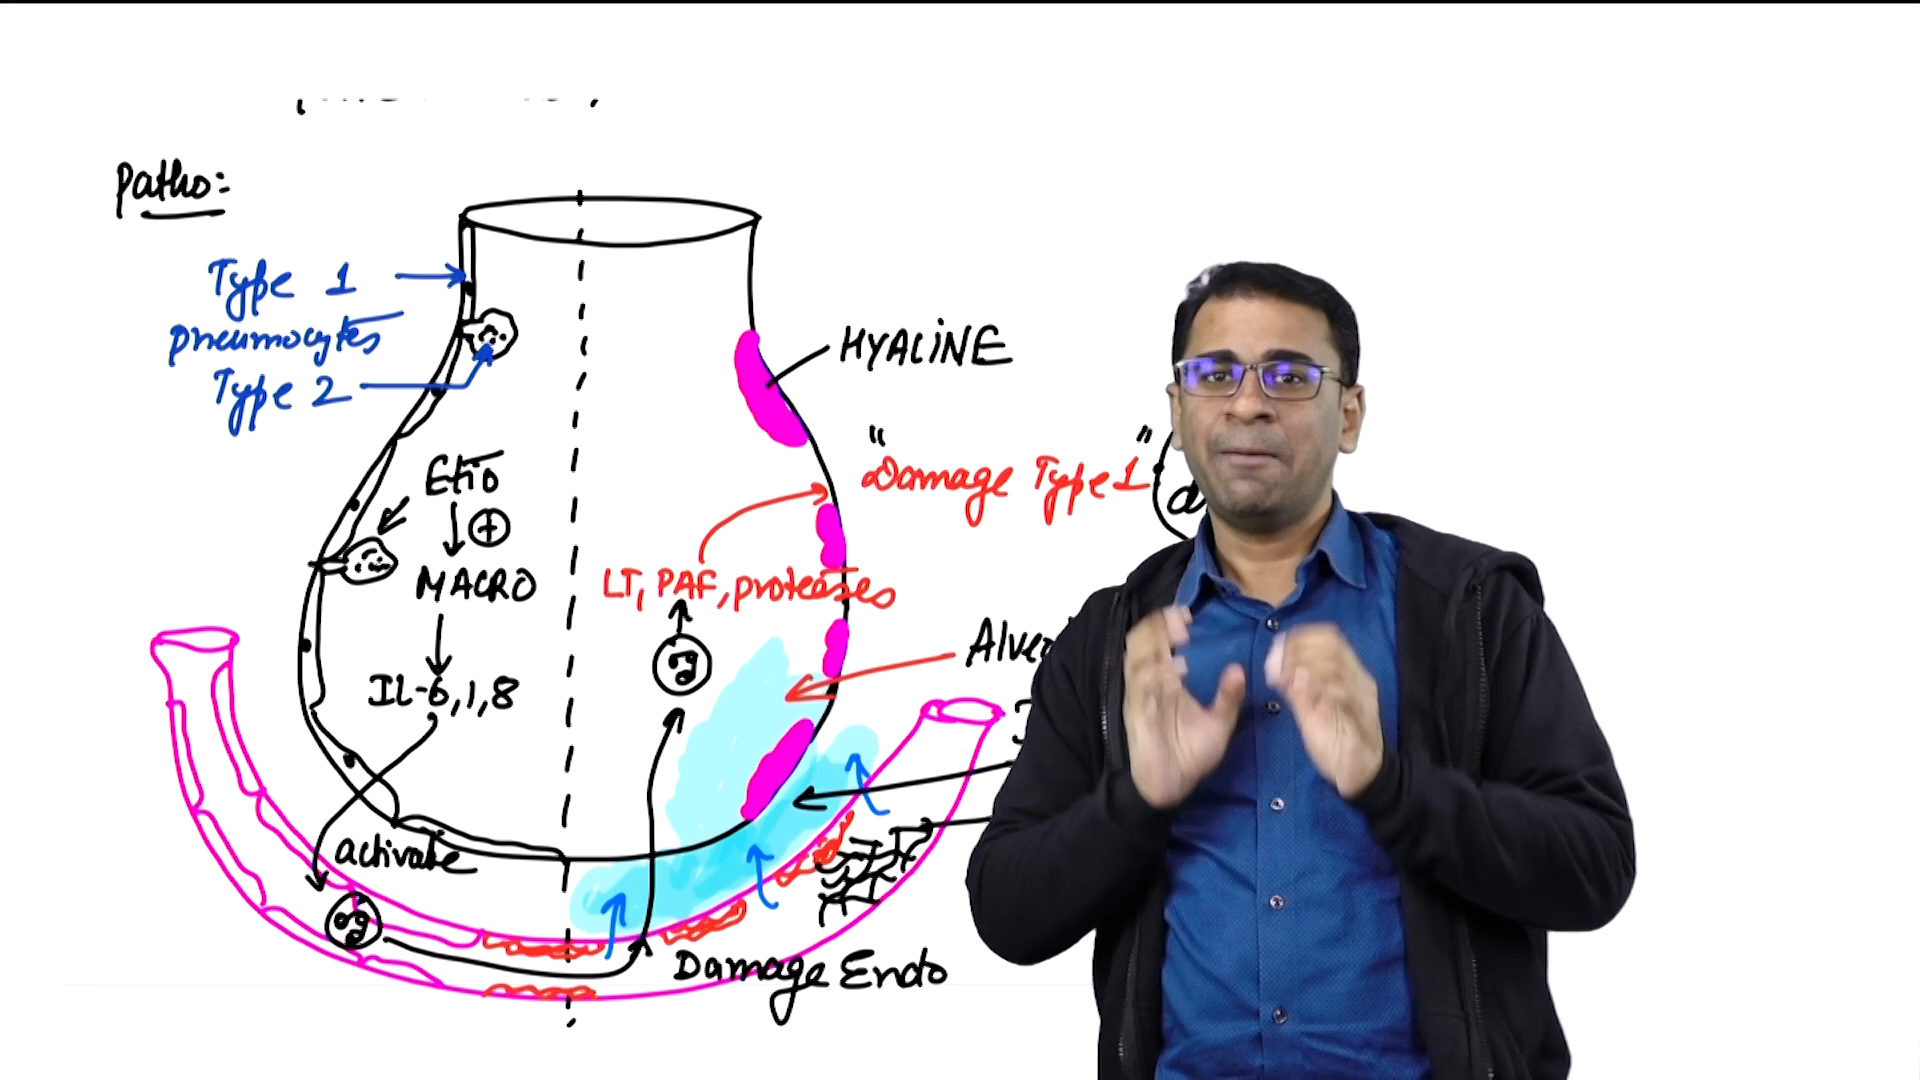 Patho:
Type 1
pneumocytes
Type 2
HYALINE
Etio
"Damage Type 1"
+
MACRO
LT, PAF, proteases
IL-6,1,8
activate
Damage Endo